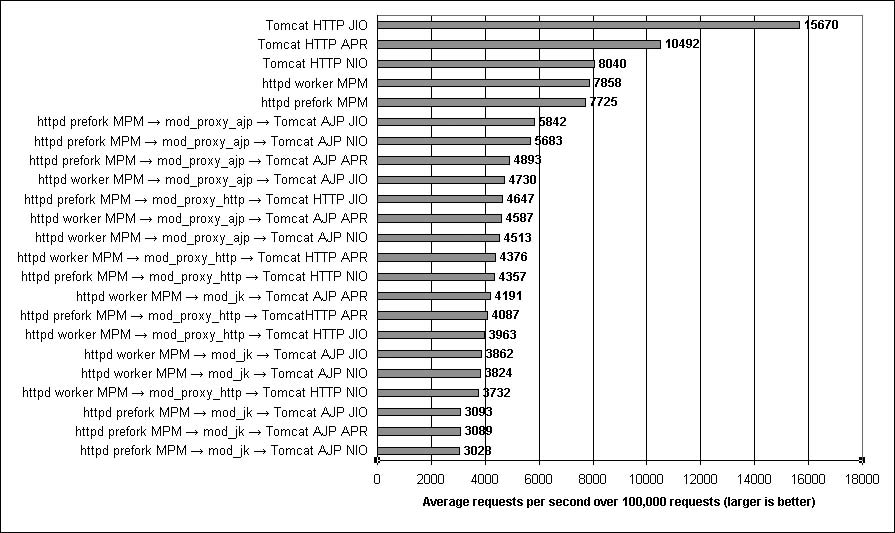 Tomcat HTTP JIO 15670
Tomcat HTTP APR 10492
Tomcat HTTP NIO 8040
httpd worker MPM 7858
httpd prefork MPM 7725
httpd prefork MPM → mod_proxy_ajp → Tomcat AJP JIO 5842
httpd prefork MPM → mod_proxy_ajp → Tomcat AJP NIO 5683
httpd prefork MPM → mod_proxy_ajp → Tomcat AJP APR 4893
httpd worker MPM → mod_proxy_ajp → Tomcat AJP JIO 4730
httpd prefork MPM → mod_proxy_http → Tomcat HTTP JIO 4647
httpd worker MPM → mod_proxy_ajp → Tomcat AJP APR 4587
httpd worker MPM → mod_proxy_ajp → Tomcat AJP NIO 4513
httpd worker MPM → mod_proxy_http → Tomcat HTTP APR 4376
httpd prefork MPM → mod_proxy_http → Tomcat HTTP NIO 4357
httpd worker MPM → mod_jk → Tomcat AJP APR 4191
httpd prefork MPM → mod_proxy_http → TomcatHTTP APR 4087
httpd worker MPM → mod_proxy_http → Tomcat HTTP JIO 3963
httpd worker MPM → mod_jk → Tomcat AJP JIO 3862
httpd worker MPM → mod_jk → Tomcat AJP NIO 3824
httpd worker MPM → mod_proxy_http → Tomcat HTTP NIO 3732
httpd prefork MPM → mod_jk → Tomcat AJP JIO 3093
httpd prefork MPM → mod_jk → Tomcat AJP APR 3089
httpd prefork MPM → mod_jk → Tomcat AJP NIO 3028
0 2000 4000 6000 8000 10000 12000 14000 16000 18000
Average requests per second over 100,000 requests (larger is better)